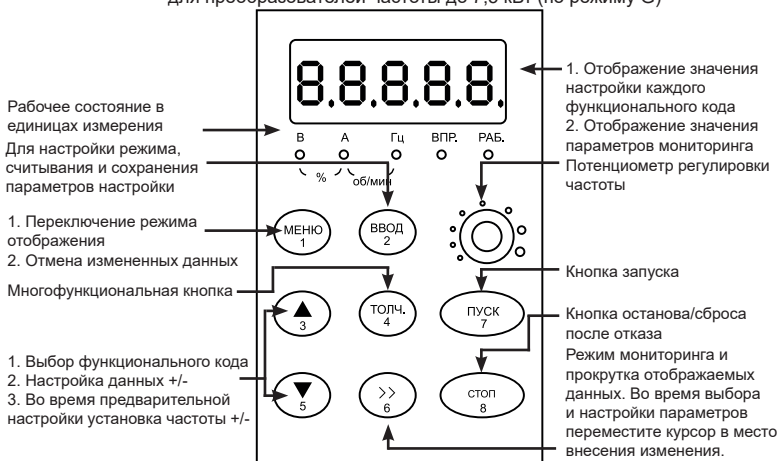 для преобразователей частоты до 7,5 кВт (по режиму G)
8.8.8.8.8.
Рабочее состояние в
единицах измерения
Для настройки режима,
считывания и сохранения
параметров настройки
1. Переключение режима
отображения
2. Отмена измененных данных
Многофункциональная кнопка
1. Выбор функционального кода
2. Настройка данных +/-
3. Во время предварительной
настройки установка частоты +/-
В А Гц ВПР. РАБ.
% об/мин
МЕНЮ
1
ВВОД
2
3
ТОЛЧ.
4
ПУСК
7
5
>>
6
СТОП
8
1. Отображение значения
настройки каждого
функционального кода
2. Отображение значения
параметров мониторинга
Потенциометр регулировки
частоты
Кнопка запуска
Кнопка останова/сброса
после отказа
Режим мониторинга и
прокрутка отображаемых
данных. Во время выбора
и настройки параметров
переместите курсор в место
внесения изменения.